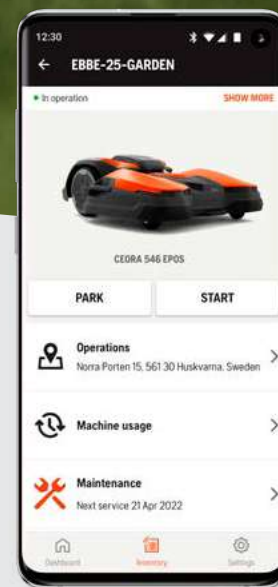 12:30
EBBE-25-GARDEN
In operation
SHOW MORE
CEORA 546 EPOS
PARK
START
Operations
Norra Porten 15, 561 30 Huskvarna, Sweden
Machine usage
Maintenance
Next service 21 Apr 2022
Dashboard
Inventory
Settings